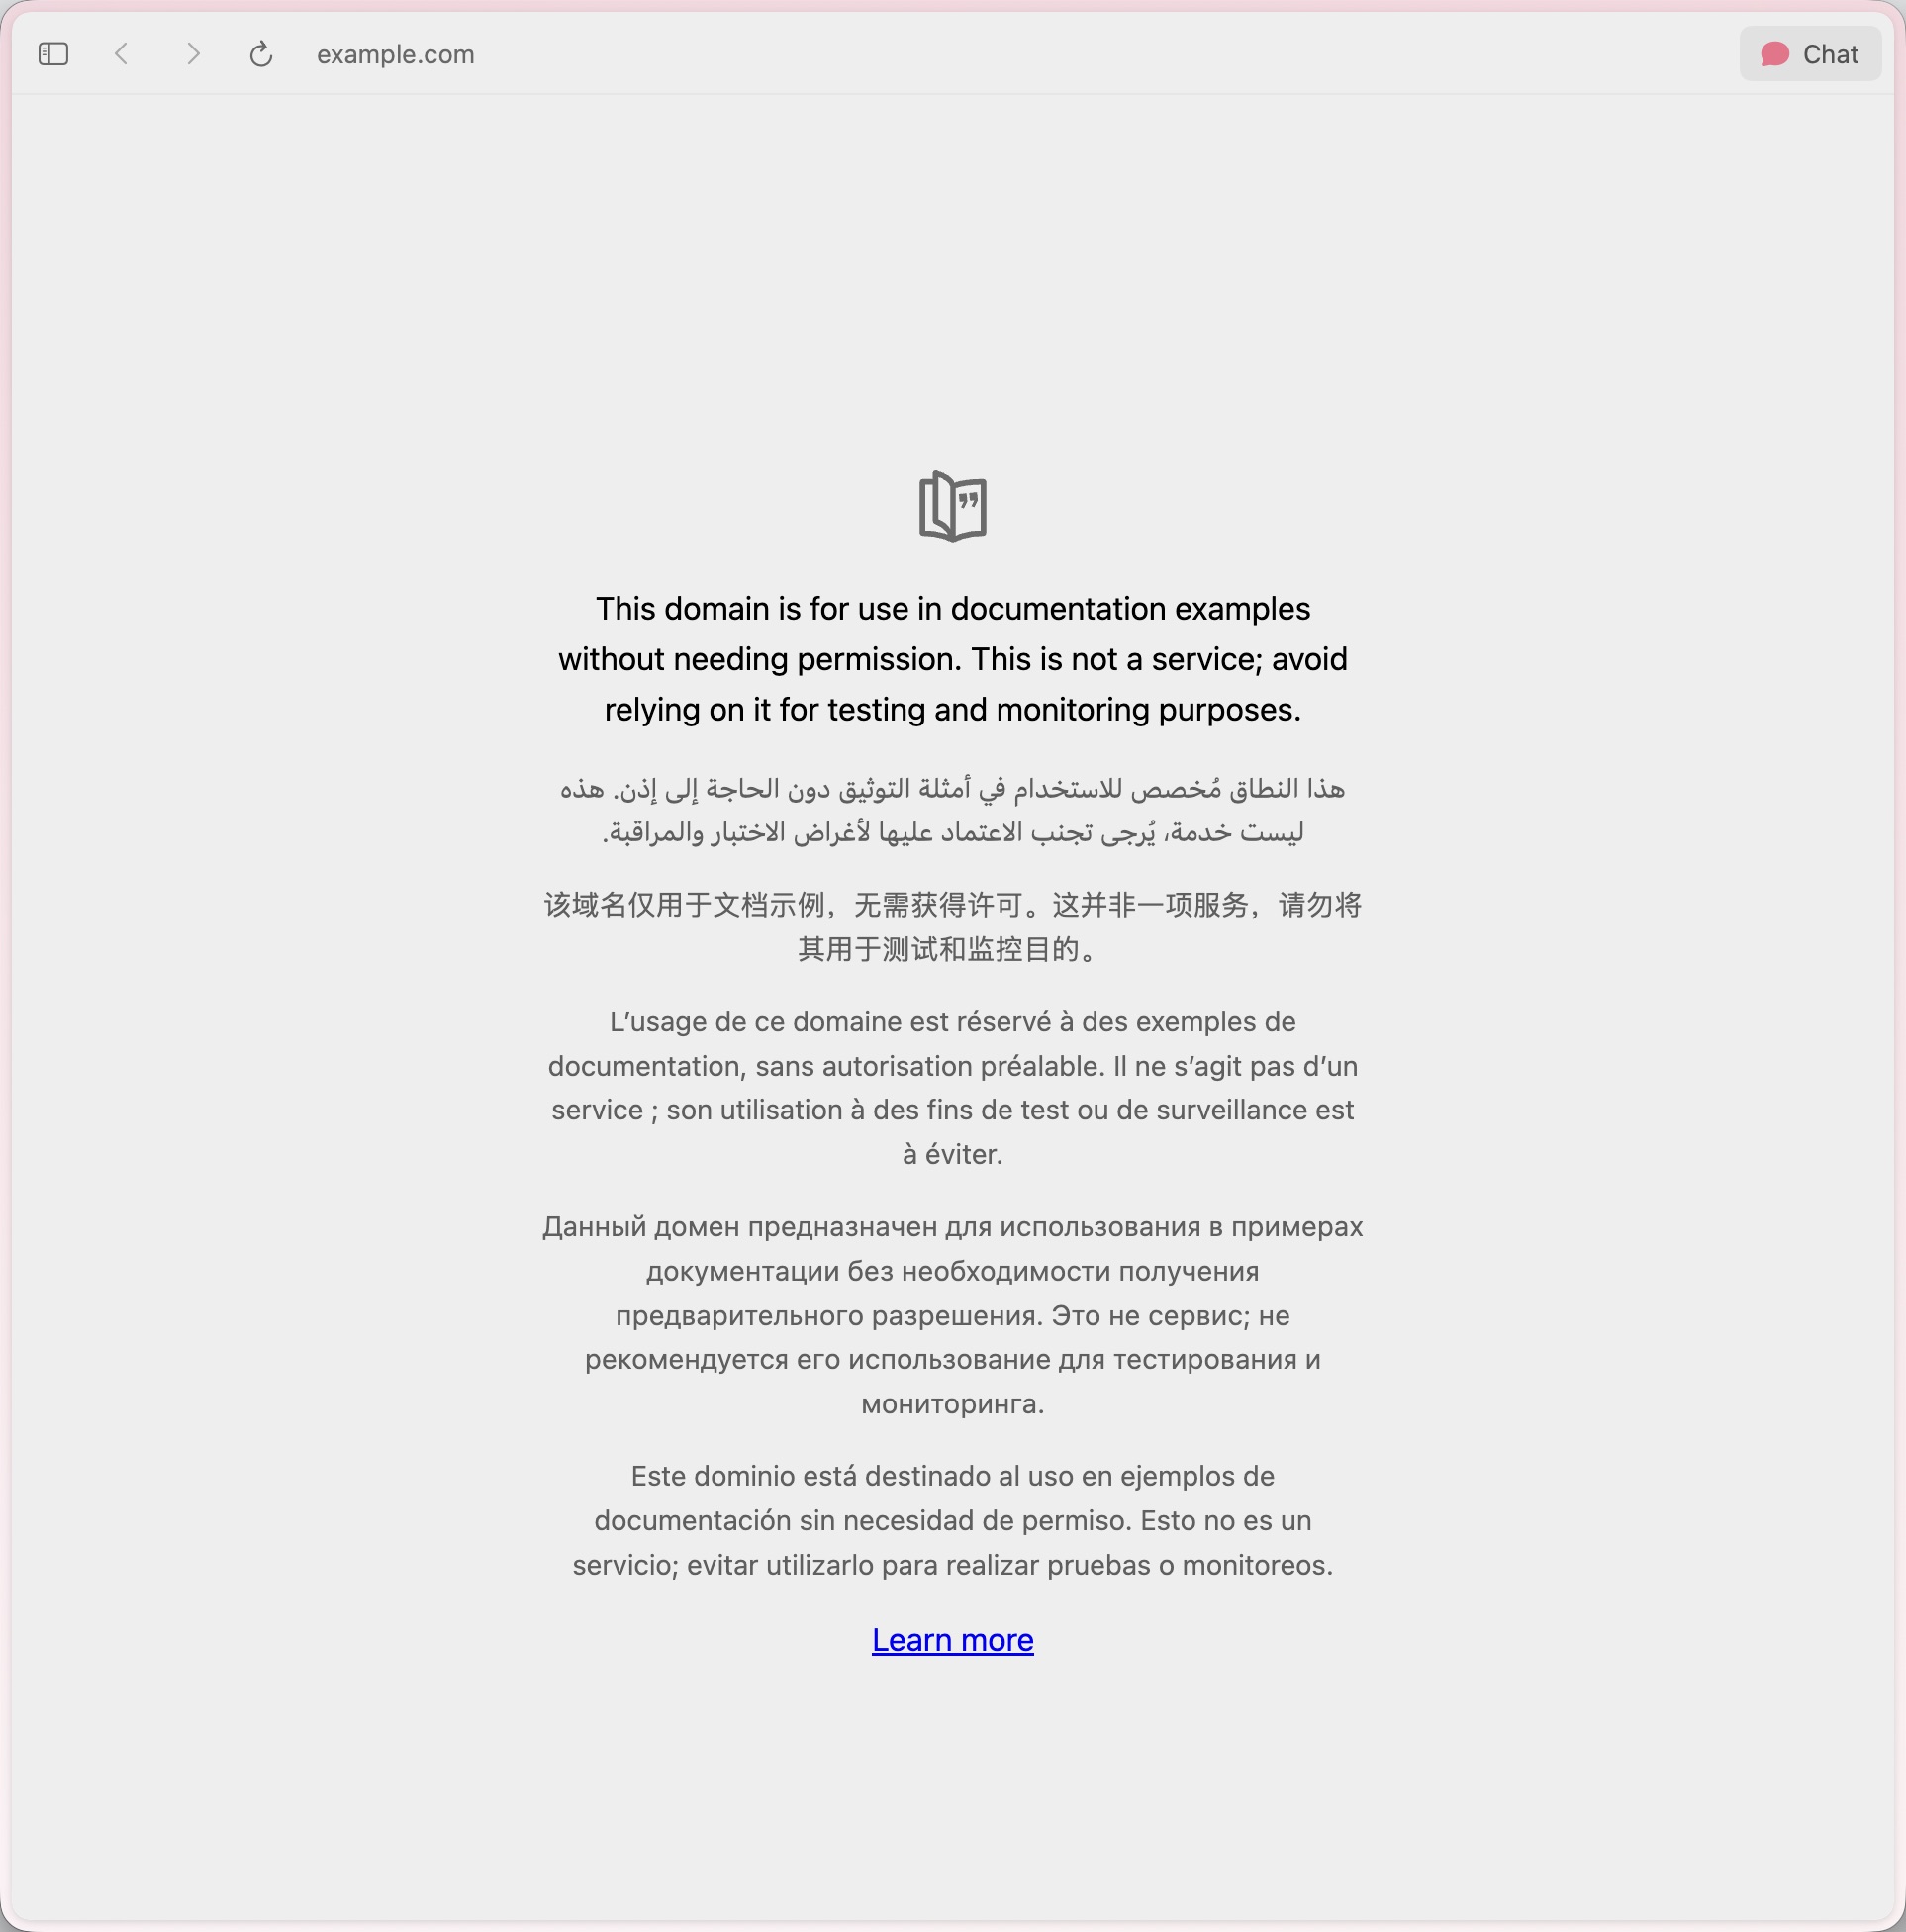 example.com
Chat
This domain is for use in documentation examples
without needing permission. This is not a service; avoid
relying on it for testing and monitoring purposes.
هذا النطاق مُخصص للاستخدام في أمثلة التوثيق دون الحاجة إلى إذن. هذه
ليست خدمة، يُرجى تجنب الاعتماد عليها لأغراض الاختبار والمراقبة.
该域名仅用于文档示例，无需获得许可。这并非一项服务，请勿将
其用于测试和监控目的。
L’usage de ce domaine est réservé à des exemples de
documentation, sans autorisation préalable. Il ne s’agit pas d’un
service ; son utilisation à des fins de test ou de surveillance est
à éviter.
Данный домен предназначен для использования в примерах
документации без необходимости получения
предварительного разрешения. Это не сервис; не
рекомендуется его использование для тестирования и
мониторинга.
Este dominio está destinado al uso en ejemplos de
documentación sin necesidad de permiso. Esto no es un
servicio; evitar utilizarlo para realizar pruebas o monitoreos.
Learn more